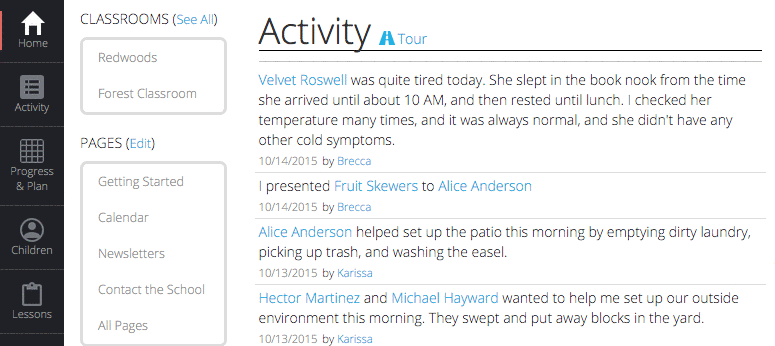 Home
Activity
Progress
& Plan
Children
Lessons
CLASSROOMS (See All)
Redwoods
Forest Classroom
PAGES (Edit)
Getting Started
Calendar
Newsletters
Contact the School
All Pages
Activity Tour
Velvet Roswell was quite tired today. She slept in the book nook from the time
she arrived until about 10 AM, and then rested until lunch. I checked her
temperature many times, and it was always normal, and she didn't have any
other cold symptoms.
10/14/2015 by Brecca
I presented Fruit Skewers to Alice Anderson
10/14/2015 by Brecca
Alice Anderson helped set up the patio this morning by emptying dirty laundry,
picking up trash, and washing the easel.
10/13/2015 by Karissa
Hector Martinez and Michael Hayward wanted to help me set up our outside
environment this morning. They swept and put away blocks in the yard.
10/13/2015 by Karissa